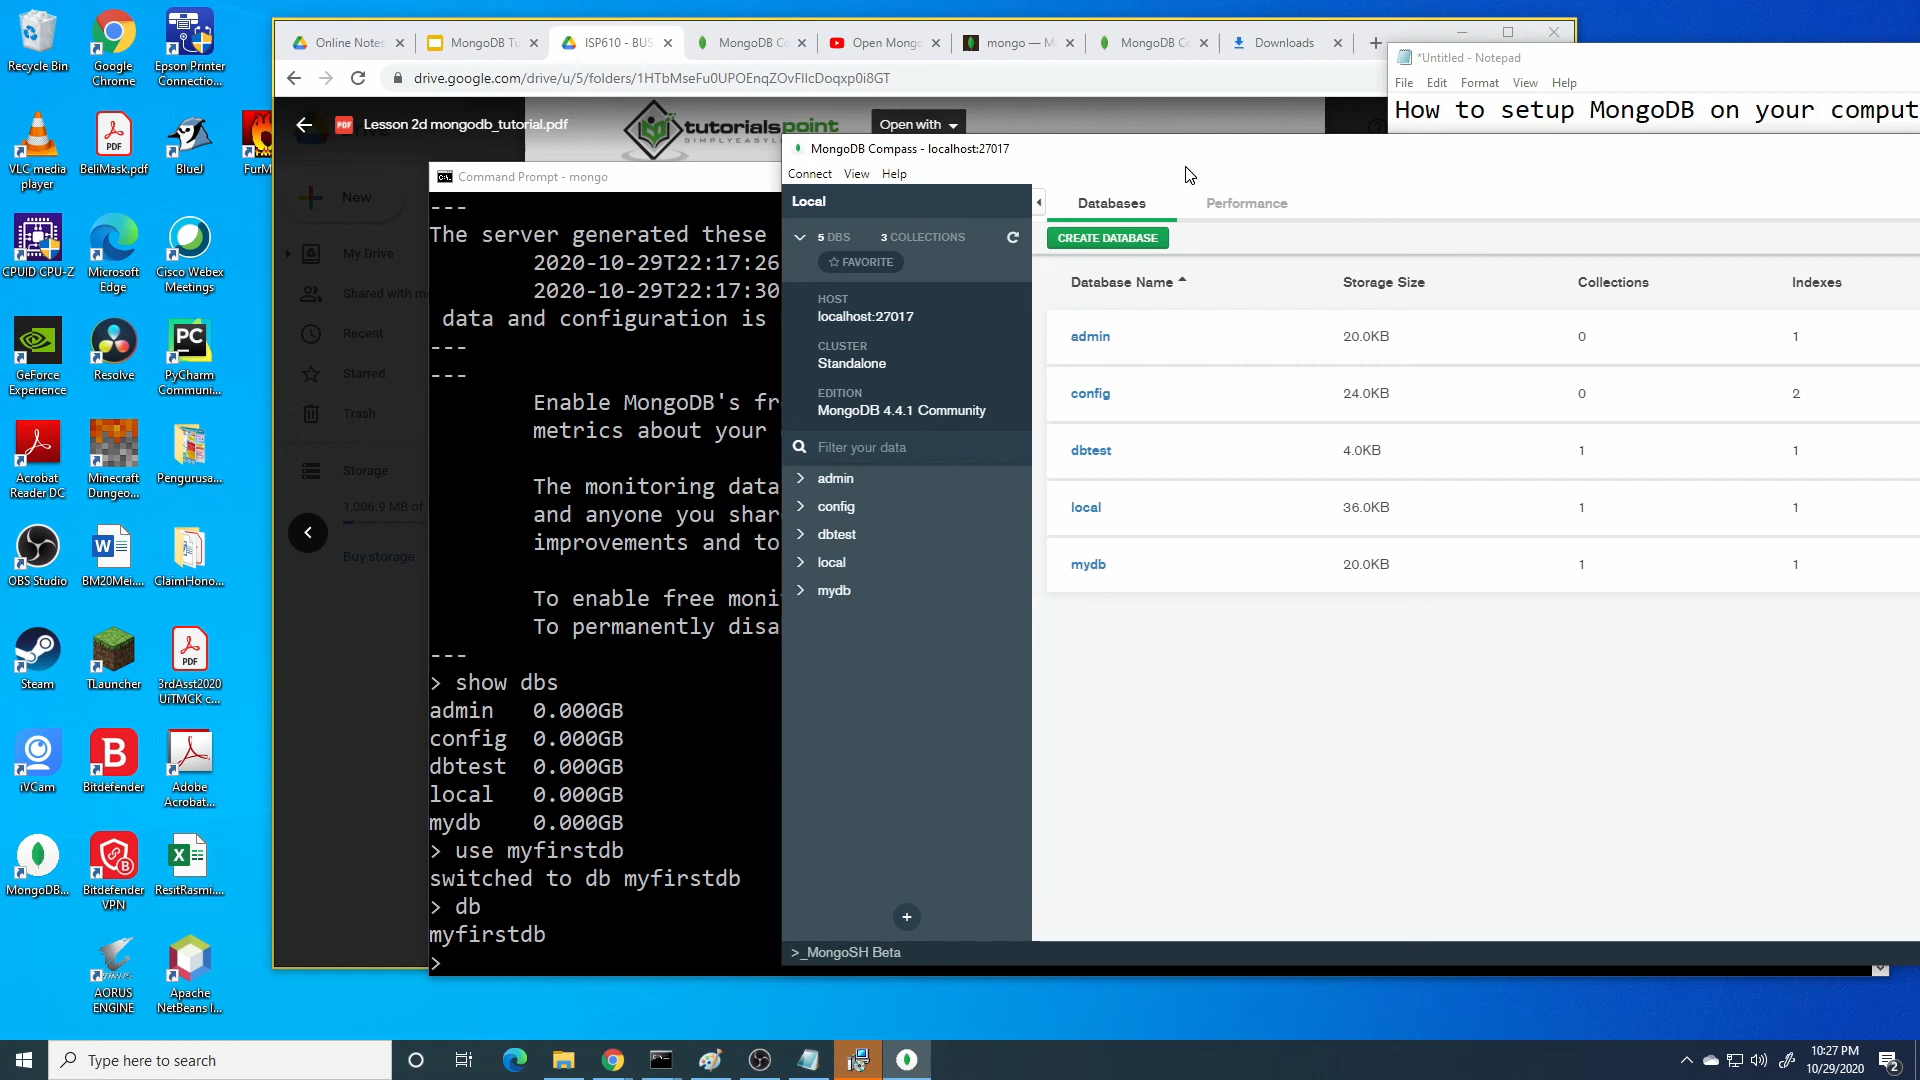 Recycle Bin
Google Chrome
Epson Printer Connectio...
VLC media player
BeliMask.pdf
BlueJ
FurM
CPUID CPU-Z
Microsoft Edge
Cisco Webex Meetings
GeForce Experience
Resolve
PyCharm Communi...
Acrobat Reader DC
Minecraft Dungeo...
Pengurusa...
OBS Studio
BM20Mei....
ClaimHono...
Steam
TLauncher
3rdAsst2020 UiTMCK c...
iVCam
Bitdefender
Adobe Acrobat...
MongoDB...
Bitdefender VPN
ResitRasmi....
AORUS ENGINE
Apache NetBeans I...
Online Notes
MongoDB Tu
ISP610 - BUS
MongoDB Co
Open Mong
mongo — M
MongoDB Co
Downloads
drive.google.com/drive/u/5/folders/1HTbMseFu0UPOEnqZOvFIlcDoqxp0i8GT
PDF
Lesson 2d mongodb_tutorial.pdf
tutorialspoint
SIMPLYEASYL
Open with
New
My Drive
Shared with m
Recent
Starred
Trash
Storage
1,006.9 MB of
Buy storage
*Untitled - Notepad
File Edit Format View Help
How to setup MongoDB on your comput
Command Prompt - mongo
---
The server generated these
2020-10-29T22:17:26
2020-10-29T22:17:30
data and configuration is
---
---
Enable MongoDB's fr
metrics about your
The monitoring data
and anyone you shar
improvements and to
To enable free moni
To permanently disa
---
> show dbs
admin 0.000GB
config 0.000GB
dbtest 0.000GB
local 0.000GB
mydb 0.000GB
> use myfirstdb
switched to db myfirstdb
> db
myfirstdb
>
MongoDB Compass - localhost:27017
Connect View Help
Local
5 DBS 3 COLLECTIONS
FAVORITE
HOST
localhost:27017
CLUSTER
Standalone
EDITION
MongoDB 4.4.1 Community
Filter your data
admin
config
dbtest
local
mydb
>_MongoSH Beta
Databases Performance
CREATE DATABASE
Database Name Storage Size Collections Indexes
admin 20.0KB 0 1
config 24.0KB 0 2
dbtest 4.0KB 1 1
local 36.0KB 1 1
mydb 20.0KB 1 1
Type here to search
10:27 PM
10/29/2020
2